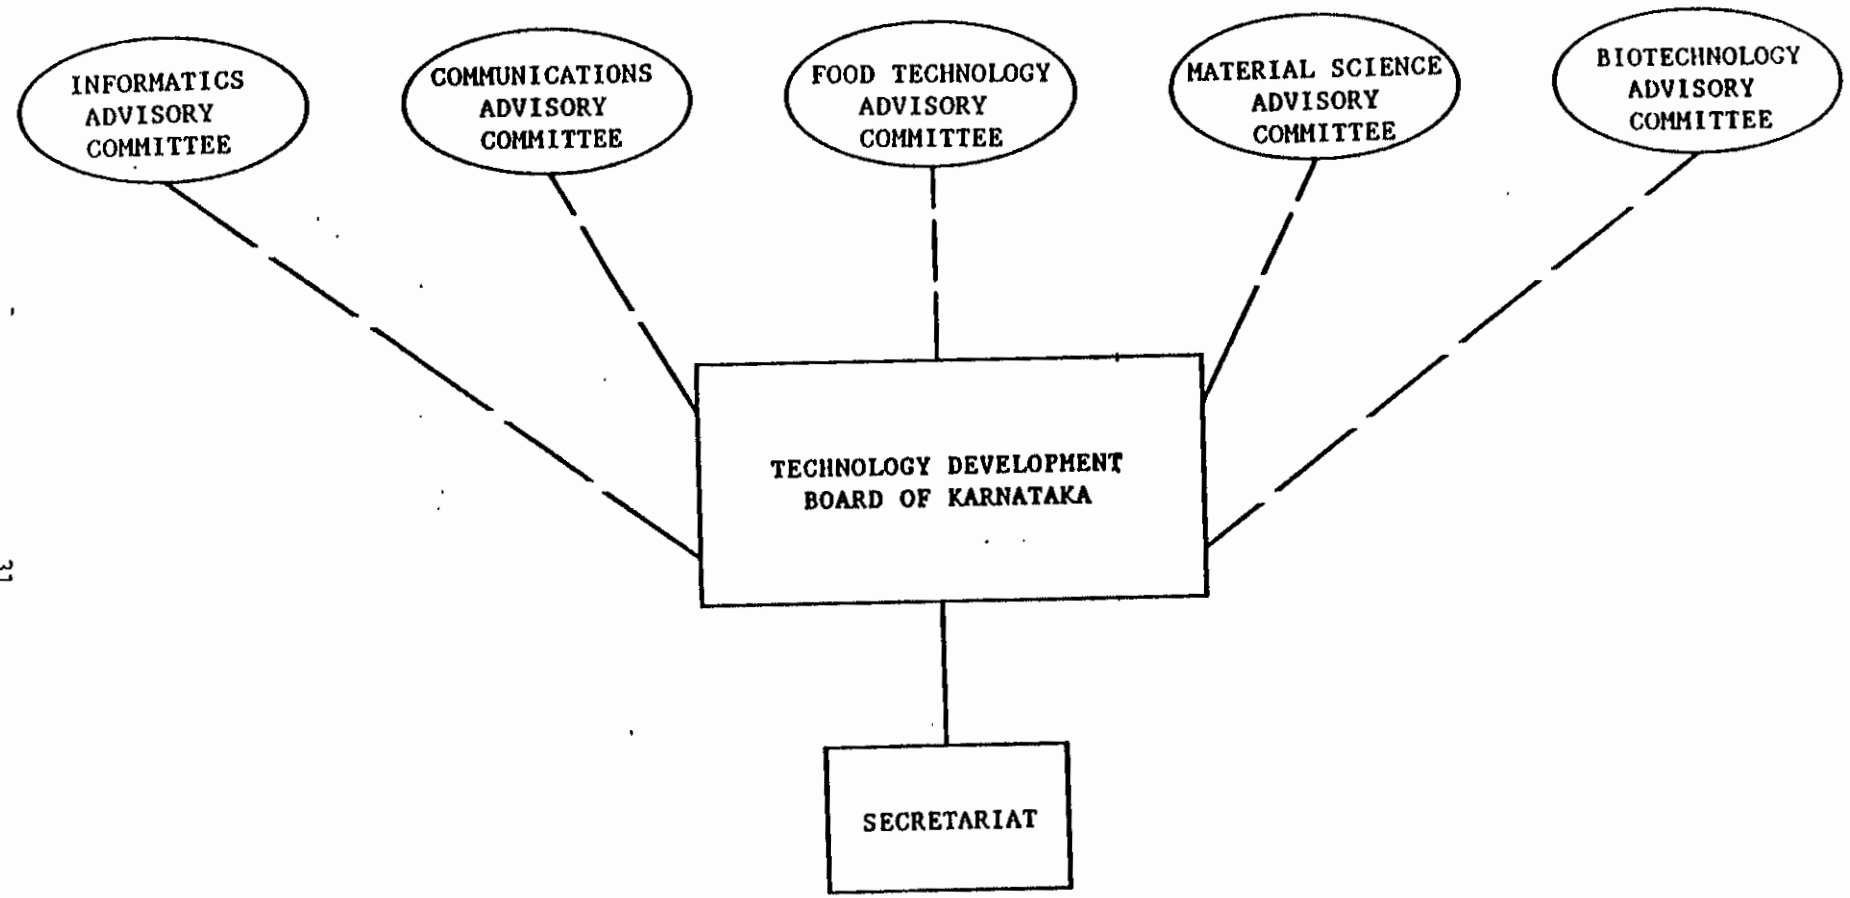 INFORMATICS
ADVISORY
COMMITTEE
COMMUNICATIONS
ADVISORY
COMMITTEE
FOOD TECHNOLOGY
ADVISORY
COMMITTEE
MATERIAL SCIENCE
ADVISORY
COMMITTEE
BIOTECHNOLOGY
ADVISORY
COMMITTEE
TECHNOLOGY DEVELOPMENT
BOARD OF KARNATAKA
31
SECRETARIAT